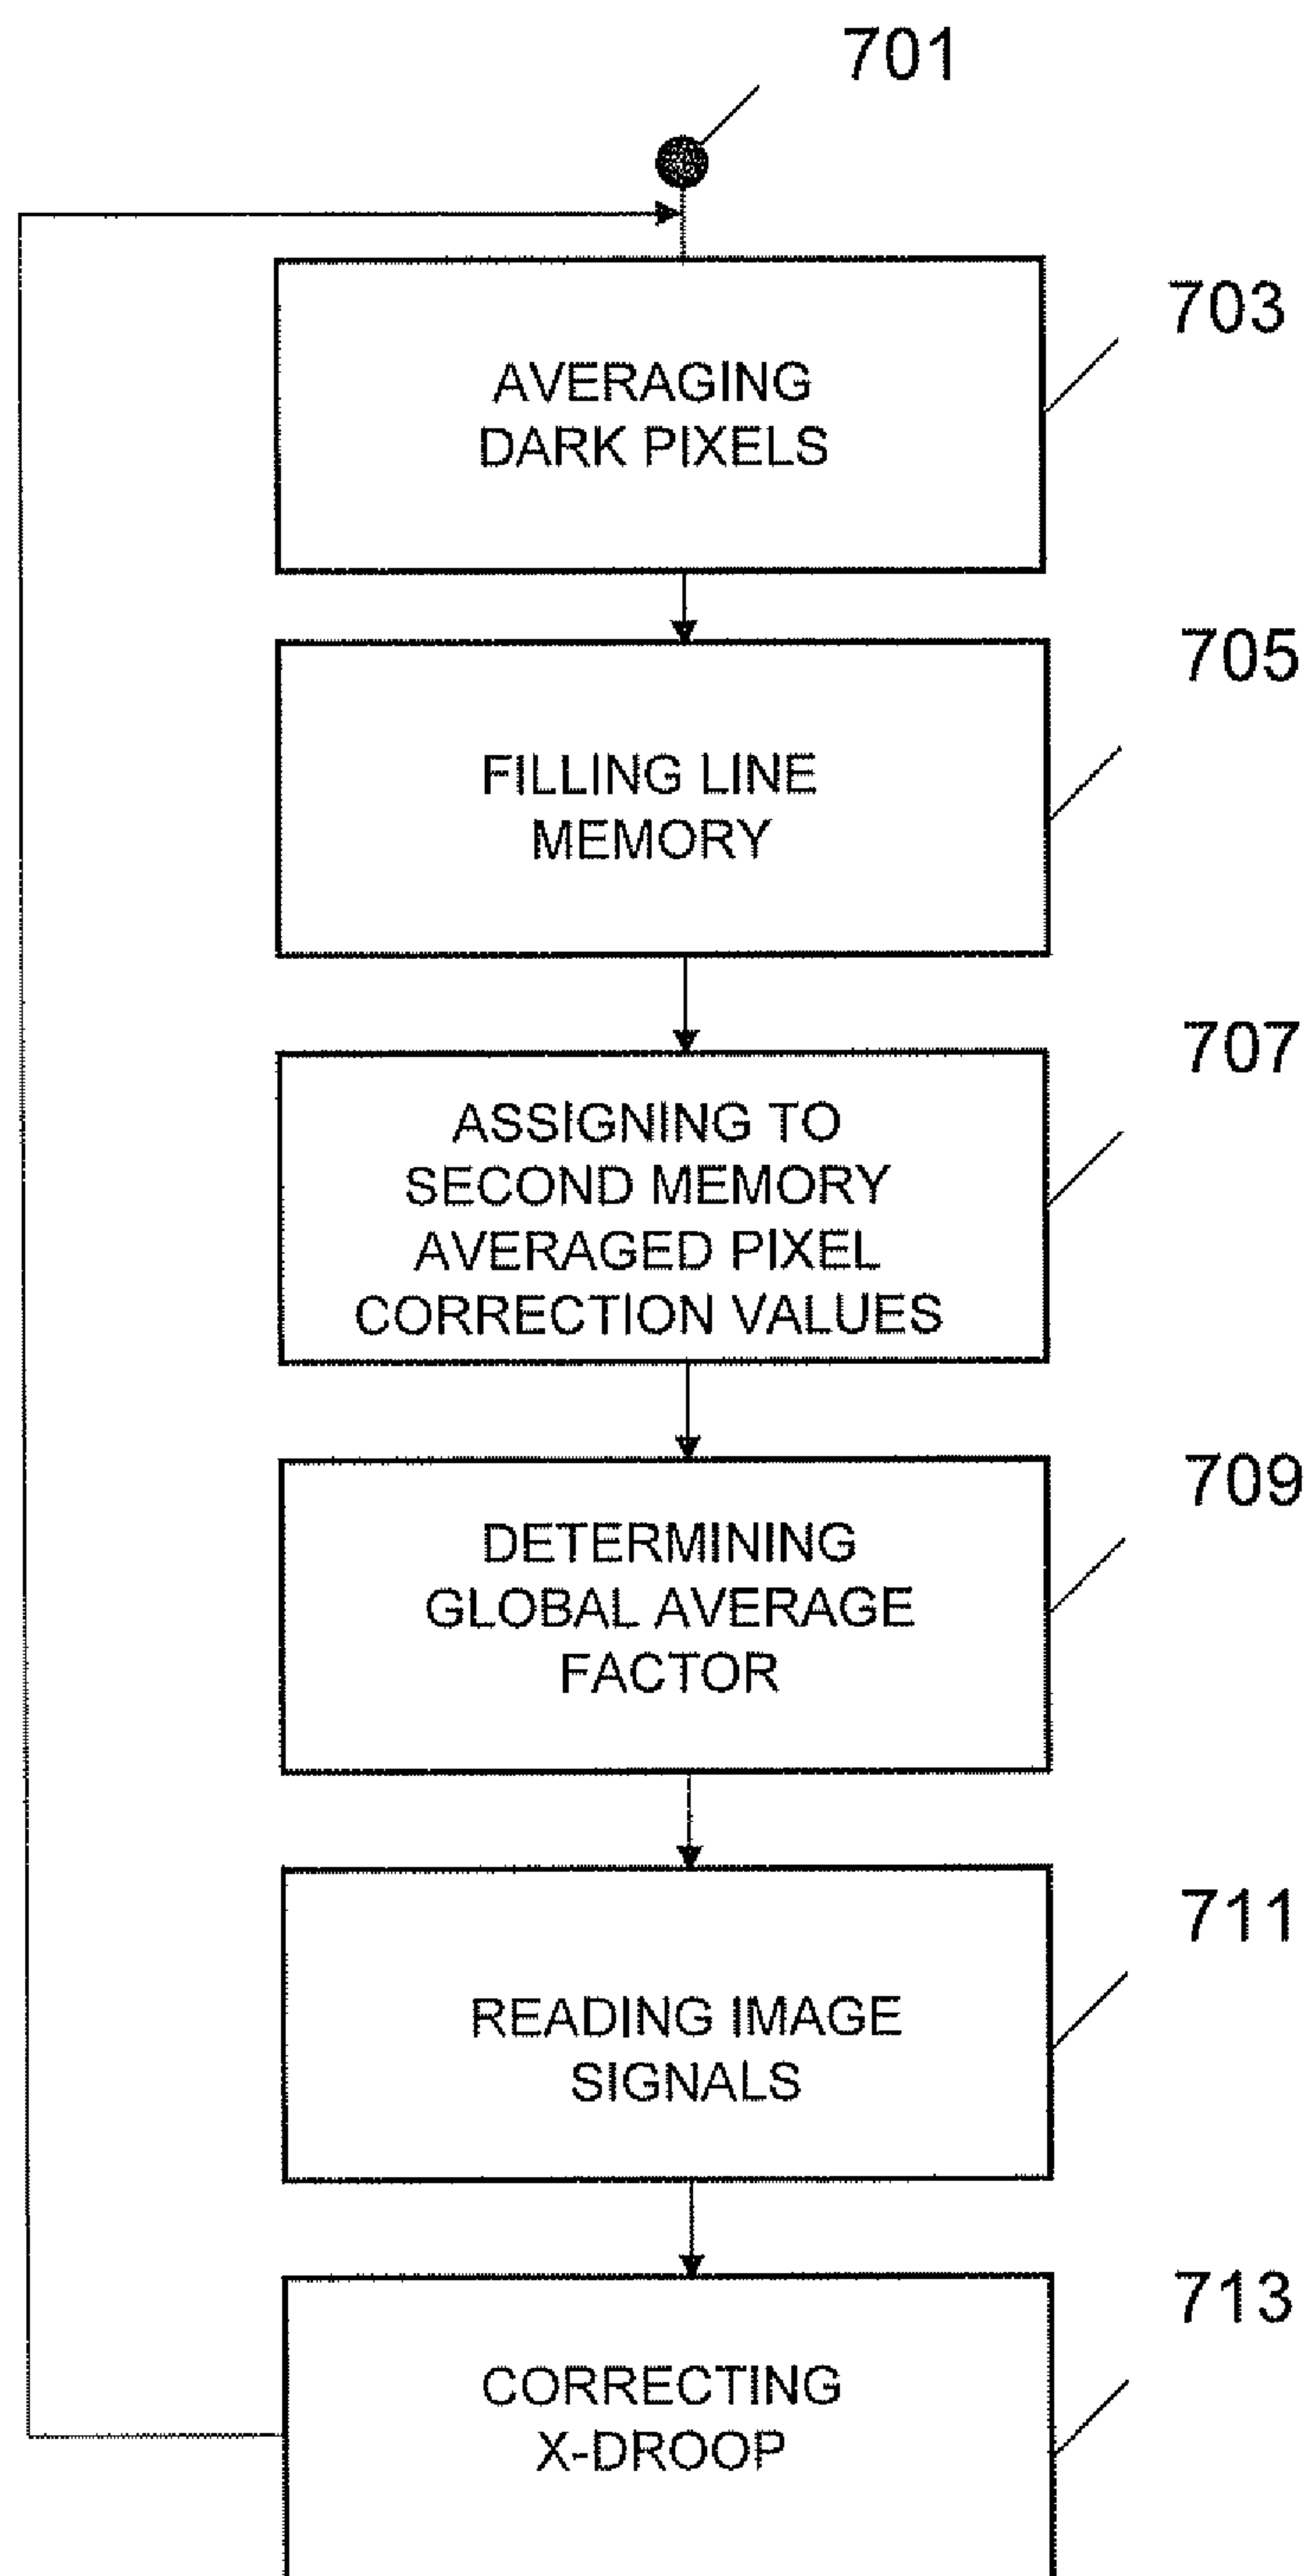 701
703
AVERAGING
DARK PIXELS
705
FILLING LINE
MEMORY
707
ASSIGNING TO
SECOND MEMORY
AVERAGED PIXEL
CORRECTION VALUES
709
DETERMINING
GLOBAL AVERAGE
FACTOR
711
READING IMAGE
SIGNALS
713
CORRECTING
X-DROOP